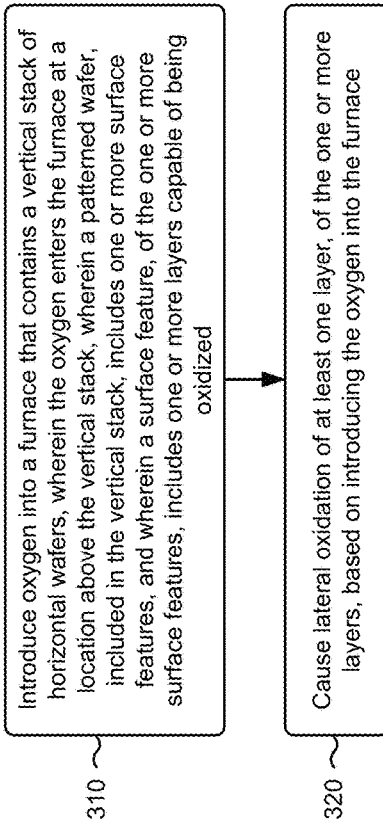 Introduce oxygen into a furnace that contains a vertical stack of
horizontal wafers, wherein the oxygen enters the furnace at a
location above the vertical stack, wherein a patterned wafer,
included in the vertical stack, includes one or more surface
features, and wherein a surface feature, of the one or more
surface features, includes one or more layers capable of being
oxidized
310
Cause lateral oxidation of at least one layer, of the one or more
layers, based on introducing the oxygen into the furnace
320